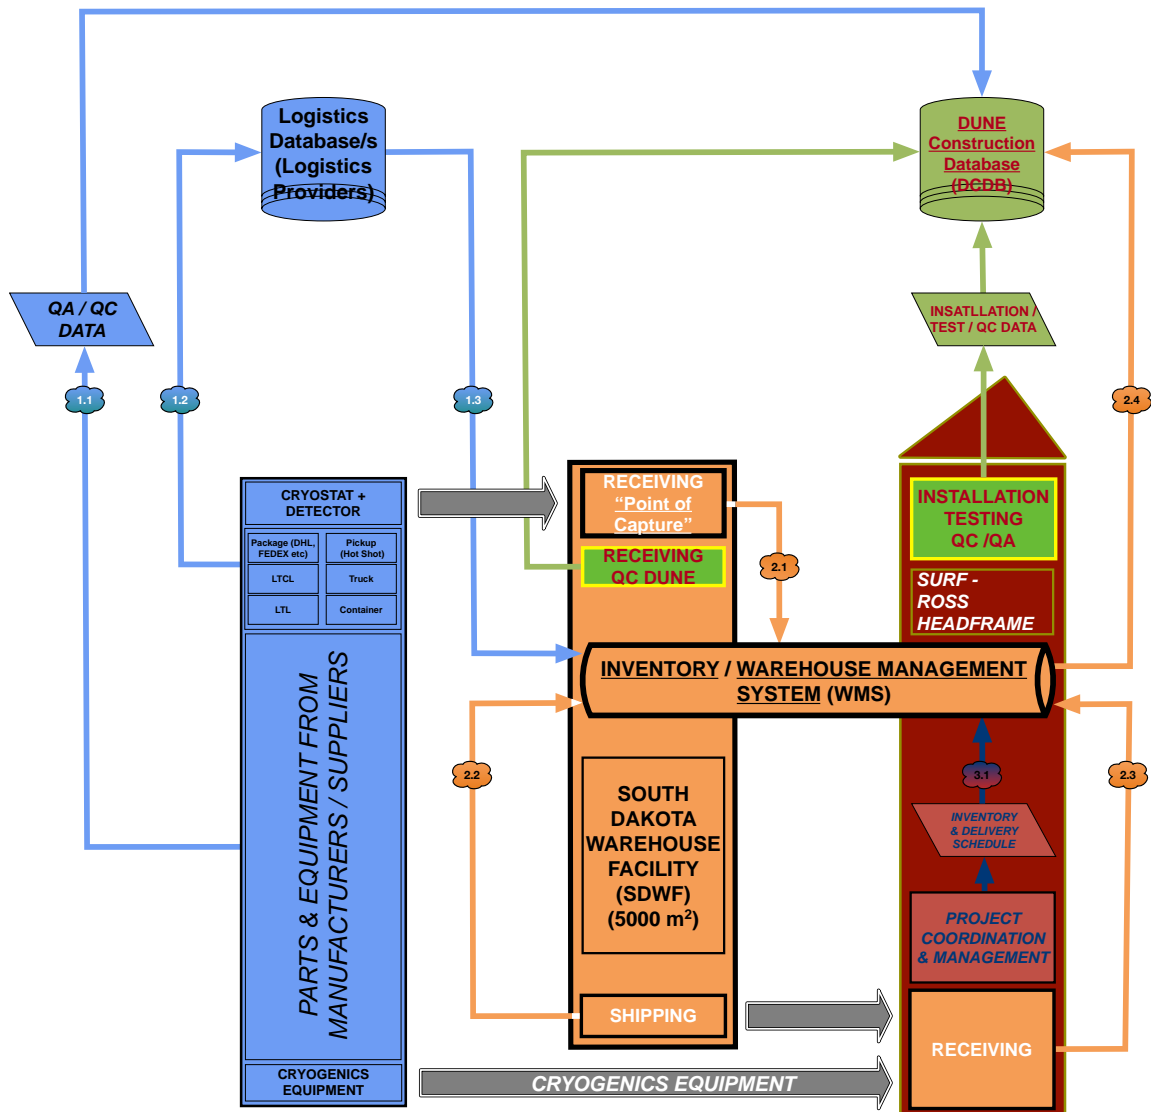 Logistics
Database/s
(Logistics
Providers)
DUNE
Construction
Database
(DCDB)
QA / QC
DATA
INSATLLATION /
TEST / QC DATA
1.1
1.2
1.3
2.4
CRYOSTAT +
DETECTOR
Package (DHL,
FEDEX etc)
Pickup
(Hot Shot)
LTCL
Truck
LTL
Container
PARTS & EQUIPMENT FROM
MANUFACTURERS / SUPPLIERS
CRYOGENICS
EQUIPMENT
RECEIVING
“Point of
Capture”
RECEIVING
QC DUNE
2.1
INSTALLATION
TESTING
QC /QA
SURF -
ROSS
HEADFRAME
INVENTORY / WAREHOUSE MANAGEMENT
SYSTEM (WMS)
2.2
3.1
2.3
SOUTH
DAKOTA
WAREHOUSE
FACILITY
(SDWF)
(5000 m²)
INVENTORY
& DELIVERY
SCHEDULE
PROJECT
COORDINATION
& MANAGEMENT
SHIPPING
RECEIVING
CRYOGENICS EQUIPMENT